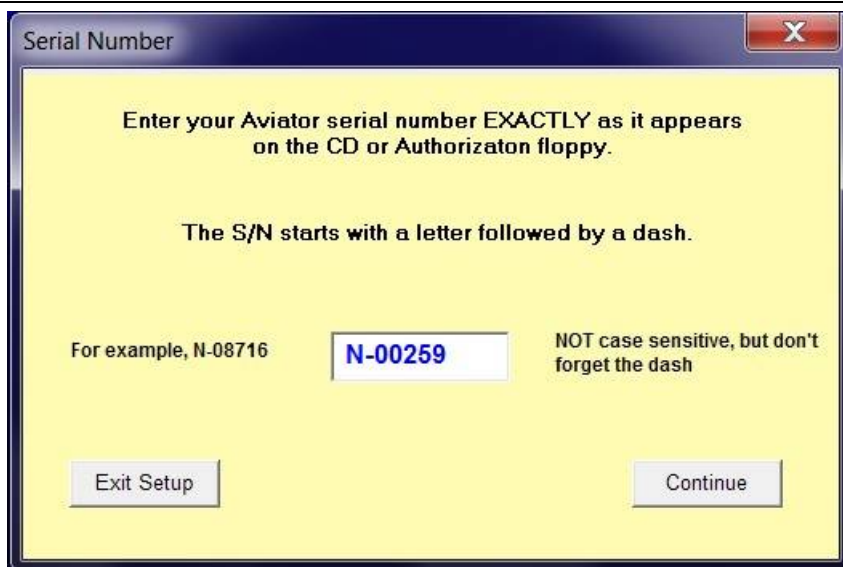 Serial Number
X
Enter your Aviator serial number EXACTLY as it appears
on the CD or Authorizaton floppy.
The S/N starts with a letter followed by a dash.
For example, N-08716
N-00259
NOT case sensitive, but don't
forget the dash
Exit Setup
Continue